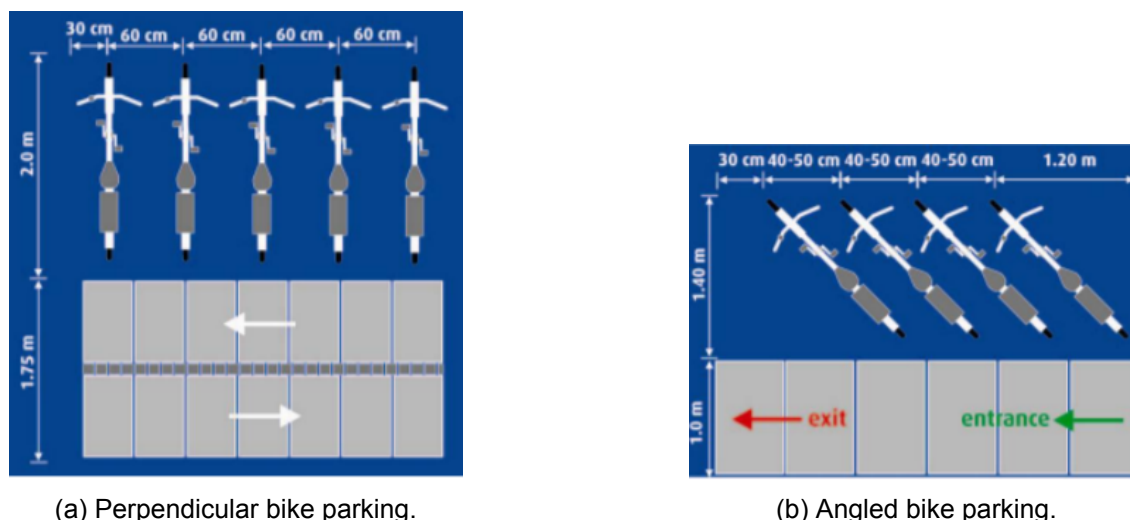 30 cm 60 cm 60 cm 60 cm 60 cm
2.0 m
1.75 m
(a) Perpendicular bike parking.
30 cm 40-50 cm 40-50 cm 40-50 cm 1.20 m
1.40 m
1.0 m
exit
entrance
(b) Angled bike parking.